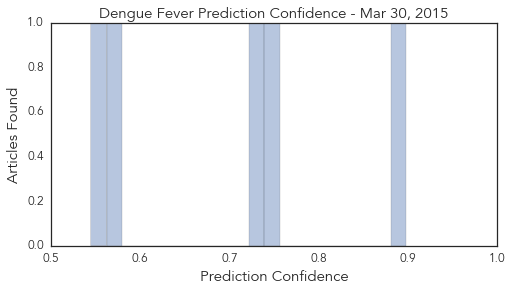 Dengue Fever Prediction Confidence - Mar 30, 2015
1.0
0.8
0.6
0.4
0.2
0.0
Articles Found
0.5 0.6 0.7 0.8 0.9 1.0
Prediction Confidence